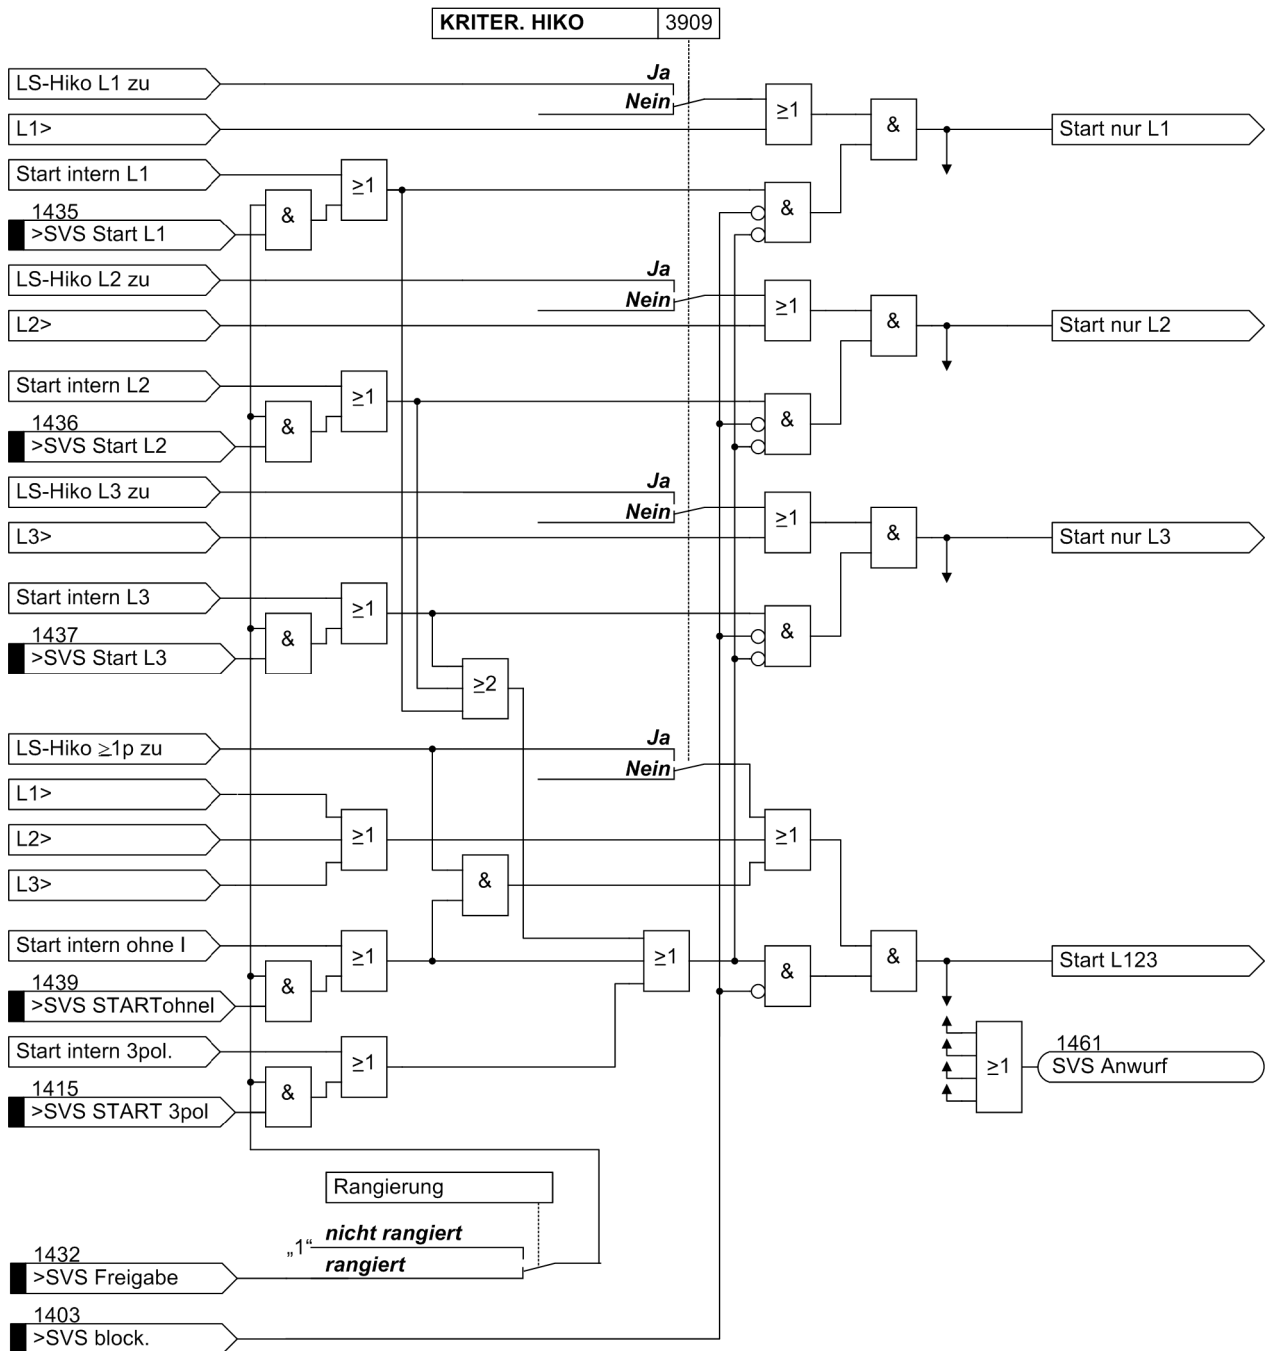 KRITER. HIKO 3909
LS-Hiko L1 zu
Ja
Nein
L1>
≥1
&
Start nur L1
Start intern L1
≥1
&
1435
&
>SVS Start L1
LS-Hiko L2 zu
Ja
Nein
L2>
≥1
&
Start nur L2
Start intern L2
≥1
&
1436
&
>SVS Start L2
LS-Hiko L3 zu
Ja
Nein
L3>
≥1
&
Start nur L3
Start intern L3
≥1
&
1437
&
>SVS Start L3
≥2
LS-Hiko ≥1p zu
Ja
Nein
L1>
L2>
≥1
≥1
L3>
&
Start intern ohne I
≥1
≥1
&
&
Start L123
1439
&
>SVS STARTohneI
Start intern 3pol.
≥1
≥1
1461
SVS Anwurf
1415
&
>SVS START 3pol
Rangierung
„1“
nicht rangiert
rangiert
1432
>SVS Freigabe
1403
>SVS block.